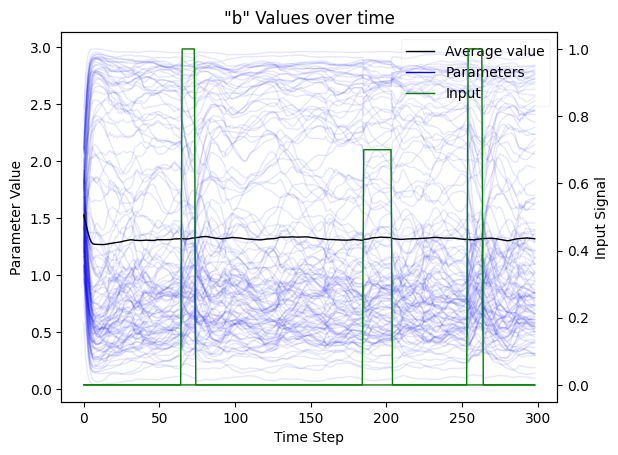 "b" Values over time
Average value
Parameters
Input
Parameter Value
3.0
2.5
2.0
1.5
1.0
0.5
0.0
1.0
0.8
0.6
0.4
0.2
0.0
Input Signal
0 50 100 150 200 250 300
Time Step